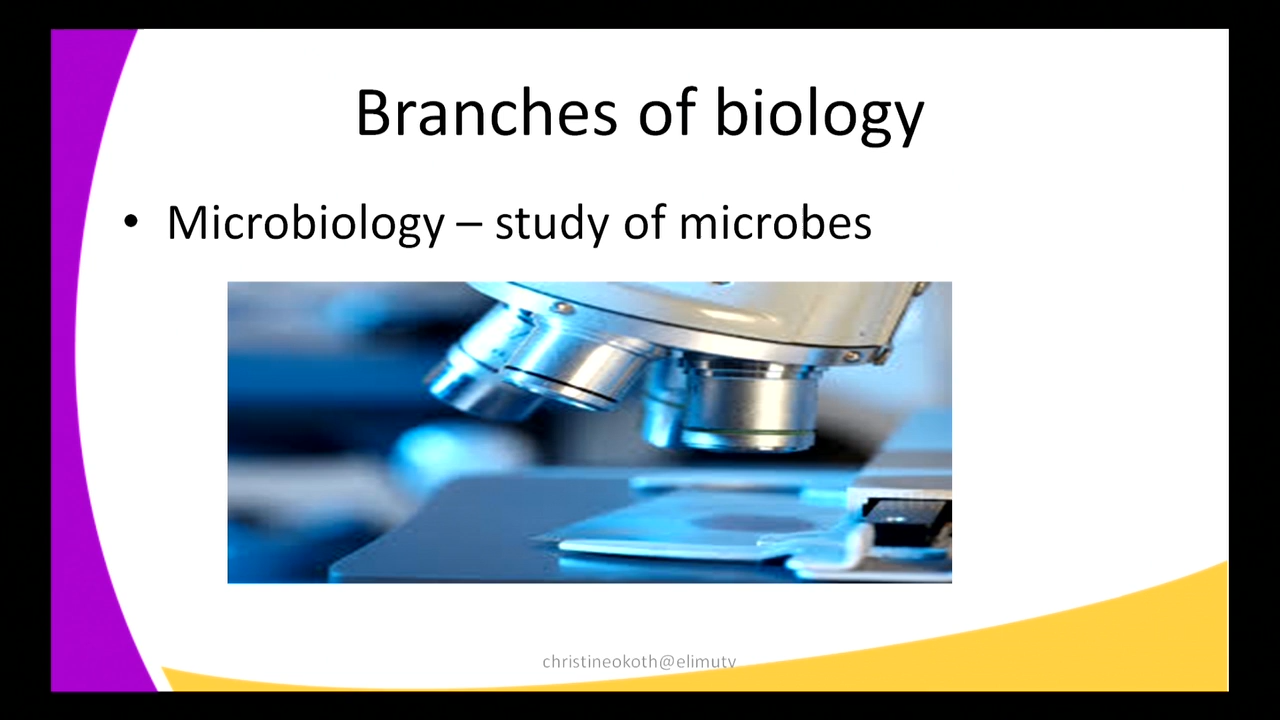 Branches of biology
• Microbiology – study of microbes
christineokoth@elimutv